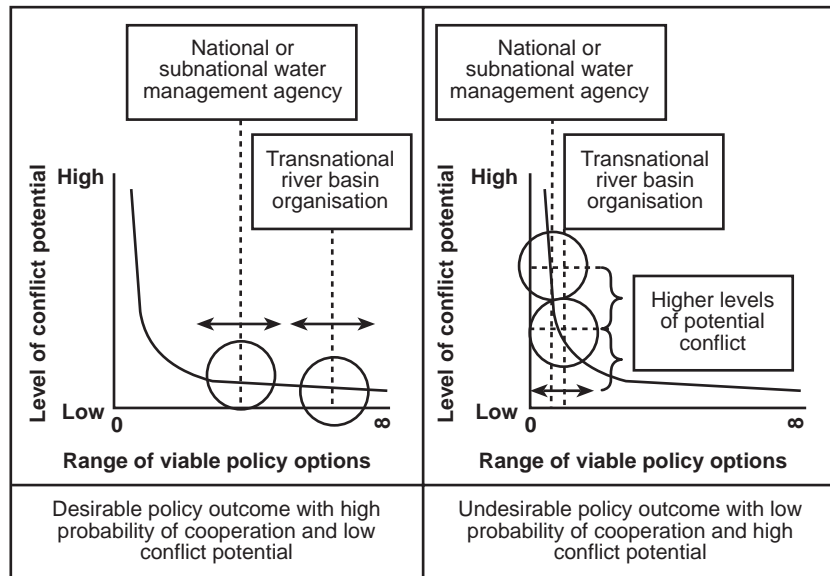 National or
subnational water
management agency
Transnational
river basin
organisation
High
Level of conflict potential
Low
0
∞
Range of viable policy options
Desirable policy outcome with high
probability of cooperation and low
conflict potential
National or
subnational water
management agency
Transnational
river basin
organisation
High
Level of conflict potential
Higher levels
of potential
conflict
Low
0
∞
Range of viable policy options
Undesirable policy outcome with low
probability of cooperation and high
conflict potential